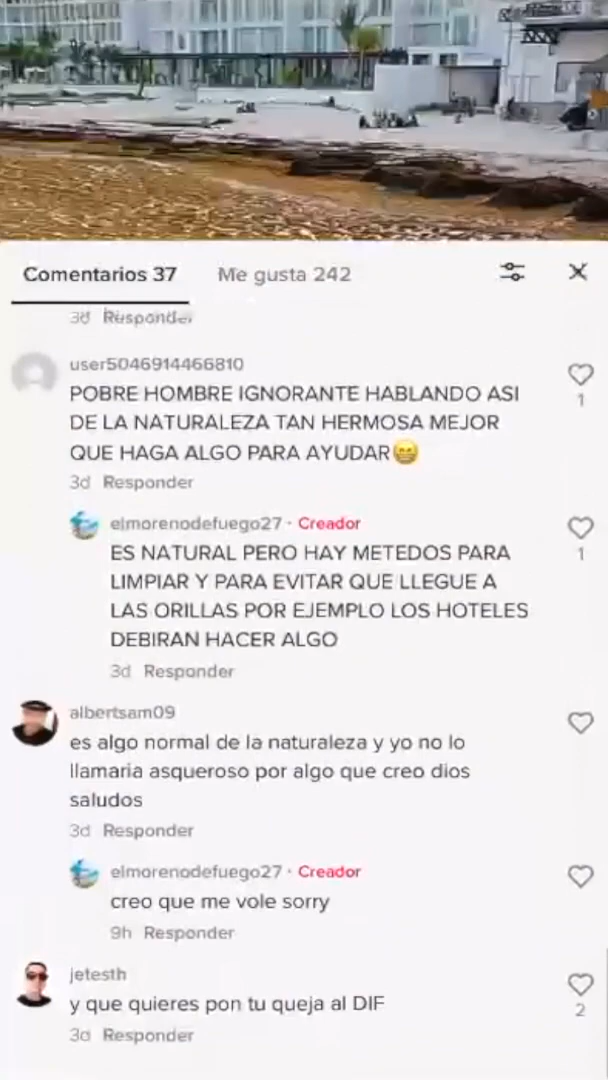 Comentarios 37
Me gusta 242
3d Responder
user5046914466810
POBRE HOMBRE IGNORANTE HABLANDO ASI
DE LA NATURALEZA TAN HERMOSA MEJOR
QUE HAGA ALGO PARA AYUDAR😁
1
3d Responder
elmorenodefuego27 · Creador
ES NATURAL PERO HAY METEDOS PARA
LIMPIAR Y PARA EVITAR QUE LLEGUE A
LAS ORILLAS POR EJEMPLO LOS HOTELES
DEBIRAN HACER ALGO
1
3d Responder
albertsam09
es algo normal de la naturaleza y yo no lo
llamaria asqueroso por algo que creo dios
saludos
3d Responder
elmorenodefuego27 · Creador
creo que me vole sorry
9h Responder
jetesth
y que quieres pon tu queja al DIF
2
3d Responder